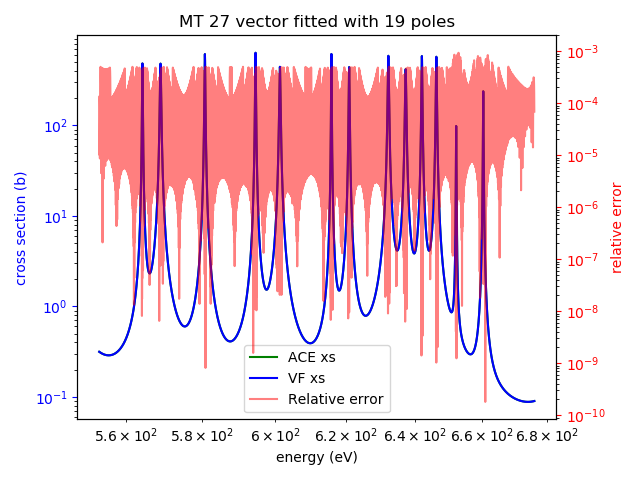 MT 27 vector fitted with 19 poles
cross section (b)
10²
10¹
10⁰
10⁻¹
10⁻³
10⁻⁴
10⁻⁵
10⁻⁶
10⁻⁷
10⁻⁸
10⁻⁹
10⁻¹⁰
relative error
ACE xs
VF xs
Relative error
5.6 × 10² 5.8 × 10² 6 × 10² 6.2 × 10² 6.4 × 10² 6.6 × 10² 6.8 × 10²
energy (eV)